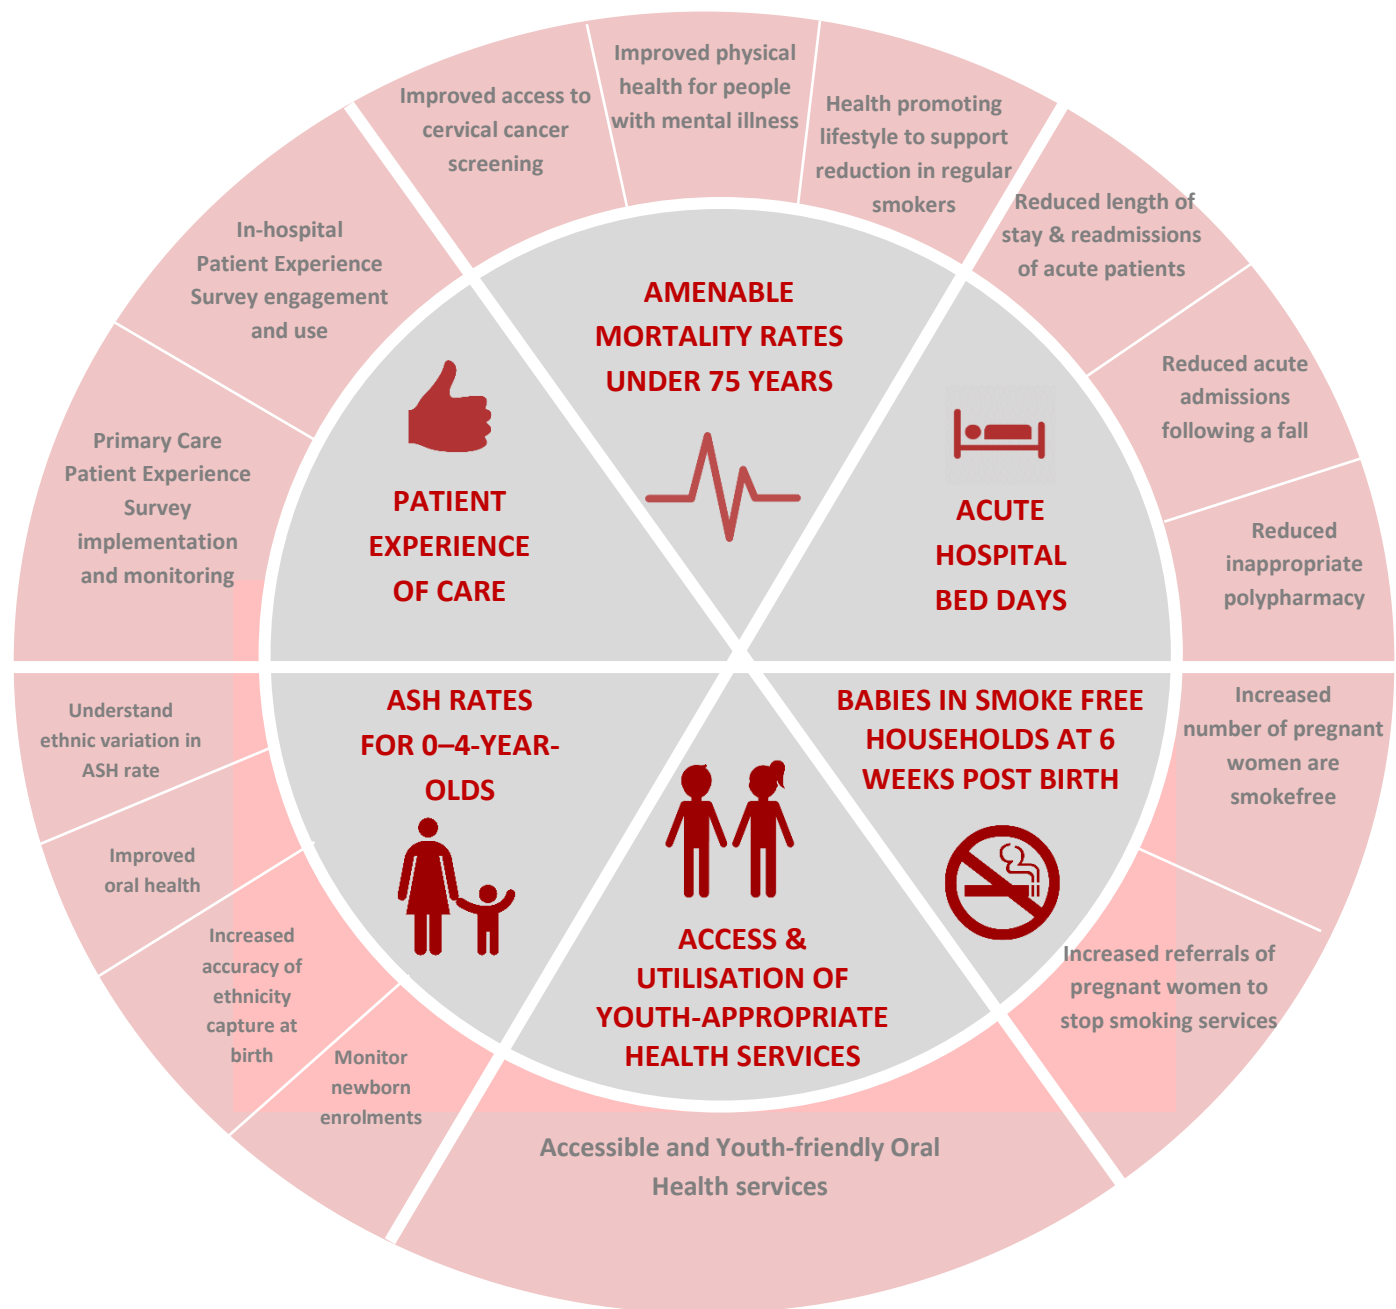 Improved physical
health for people
with mental illness
Improved access to
cervical cancer
screening
Health promoting
lifestyle to support
reduction in regular
smokers
Reduced length of
stay & readmissions
of acute patients
In-hospital
Patient Experience
Survey engagement
and use
AMENABLE
MORTALITY RATES
UNDER 75 YEARS
Reduced acute
admissions
following a fall
Primary Care
Patient Experience
Survey
implementation
and monitoring
PATIENT
EXPERIENCE
OF CARE
ACUTE
HOSPITAL
BED DAYS
Reduced
inappropriate
polypharmacy
Understand
ethnic variation in
ASH rate
ASH RATES
FOR 0–4-YEAR-
OLDS
BABIES IN SMOKE FREE
HOUSEHOLDS AT 6
WEEKS POST BIRTH
Increased
number of pregnant
women are
smokefree
Improved
oral health
Increased
accuracy of
ethnicity
capture at
birth
ACCESS &
UTILISATION OF
YOUTH-APPROPRIATE
HEALTH SERVICES
Increased referrals of
pregnant women to
stop smoking services
Monitor
newborn
enrolments
Accessible and Youth-friendly Oral
Health services